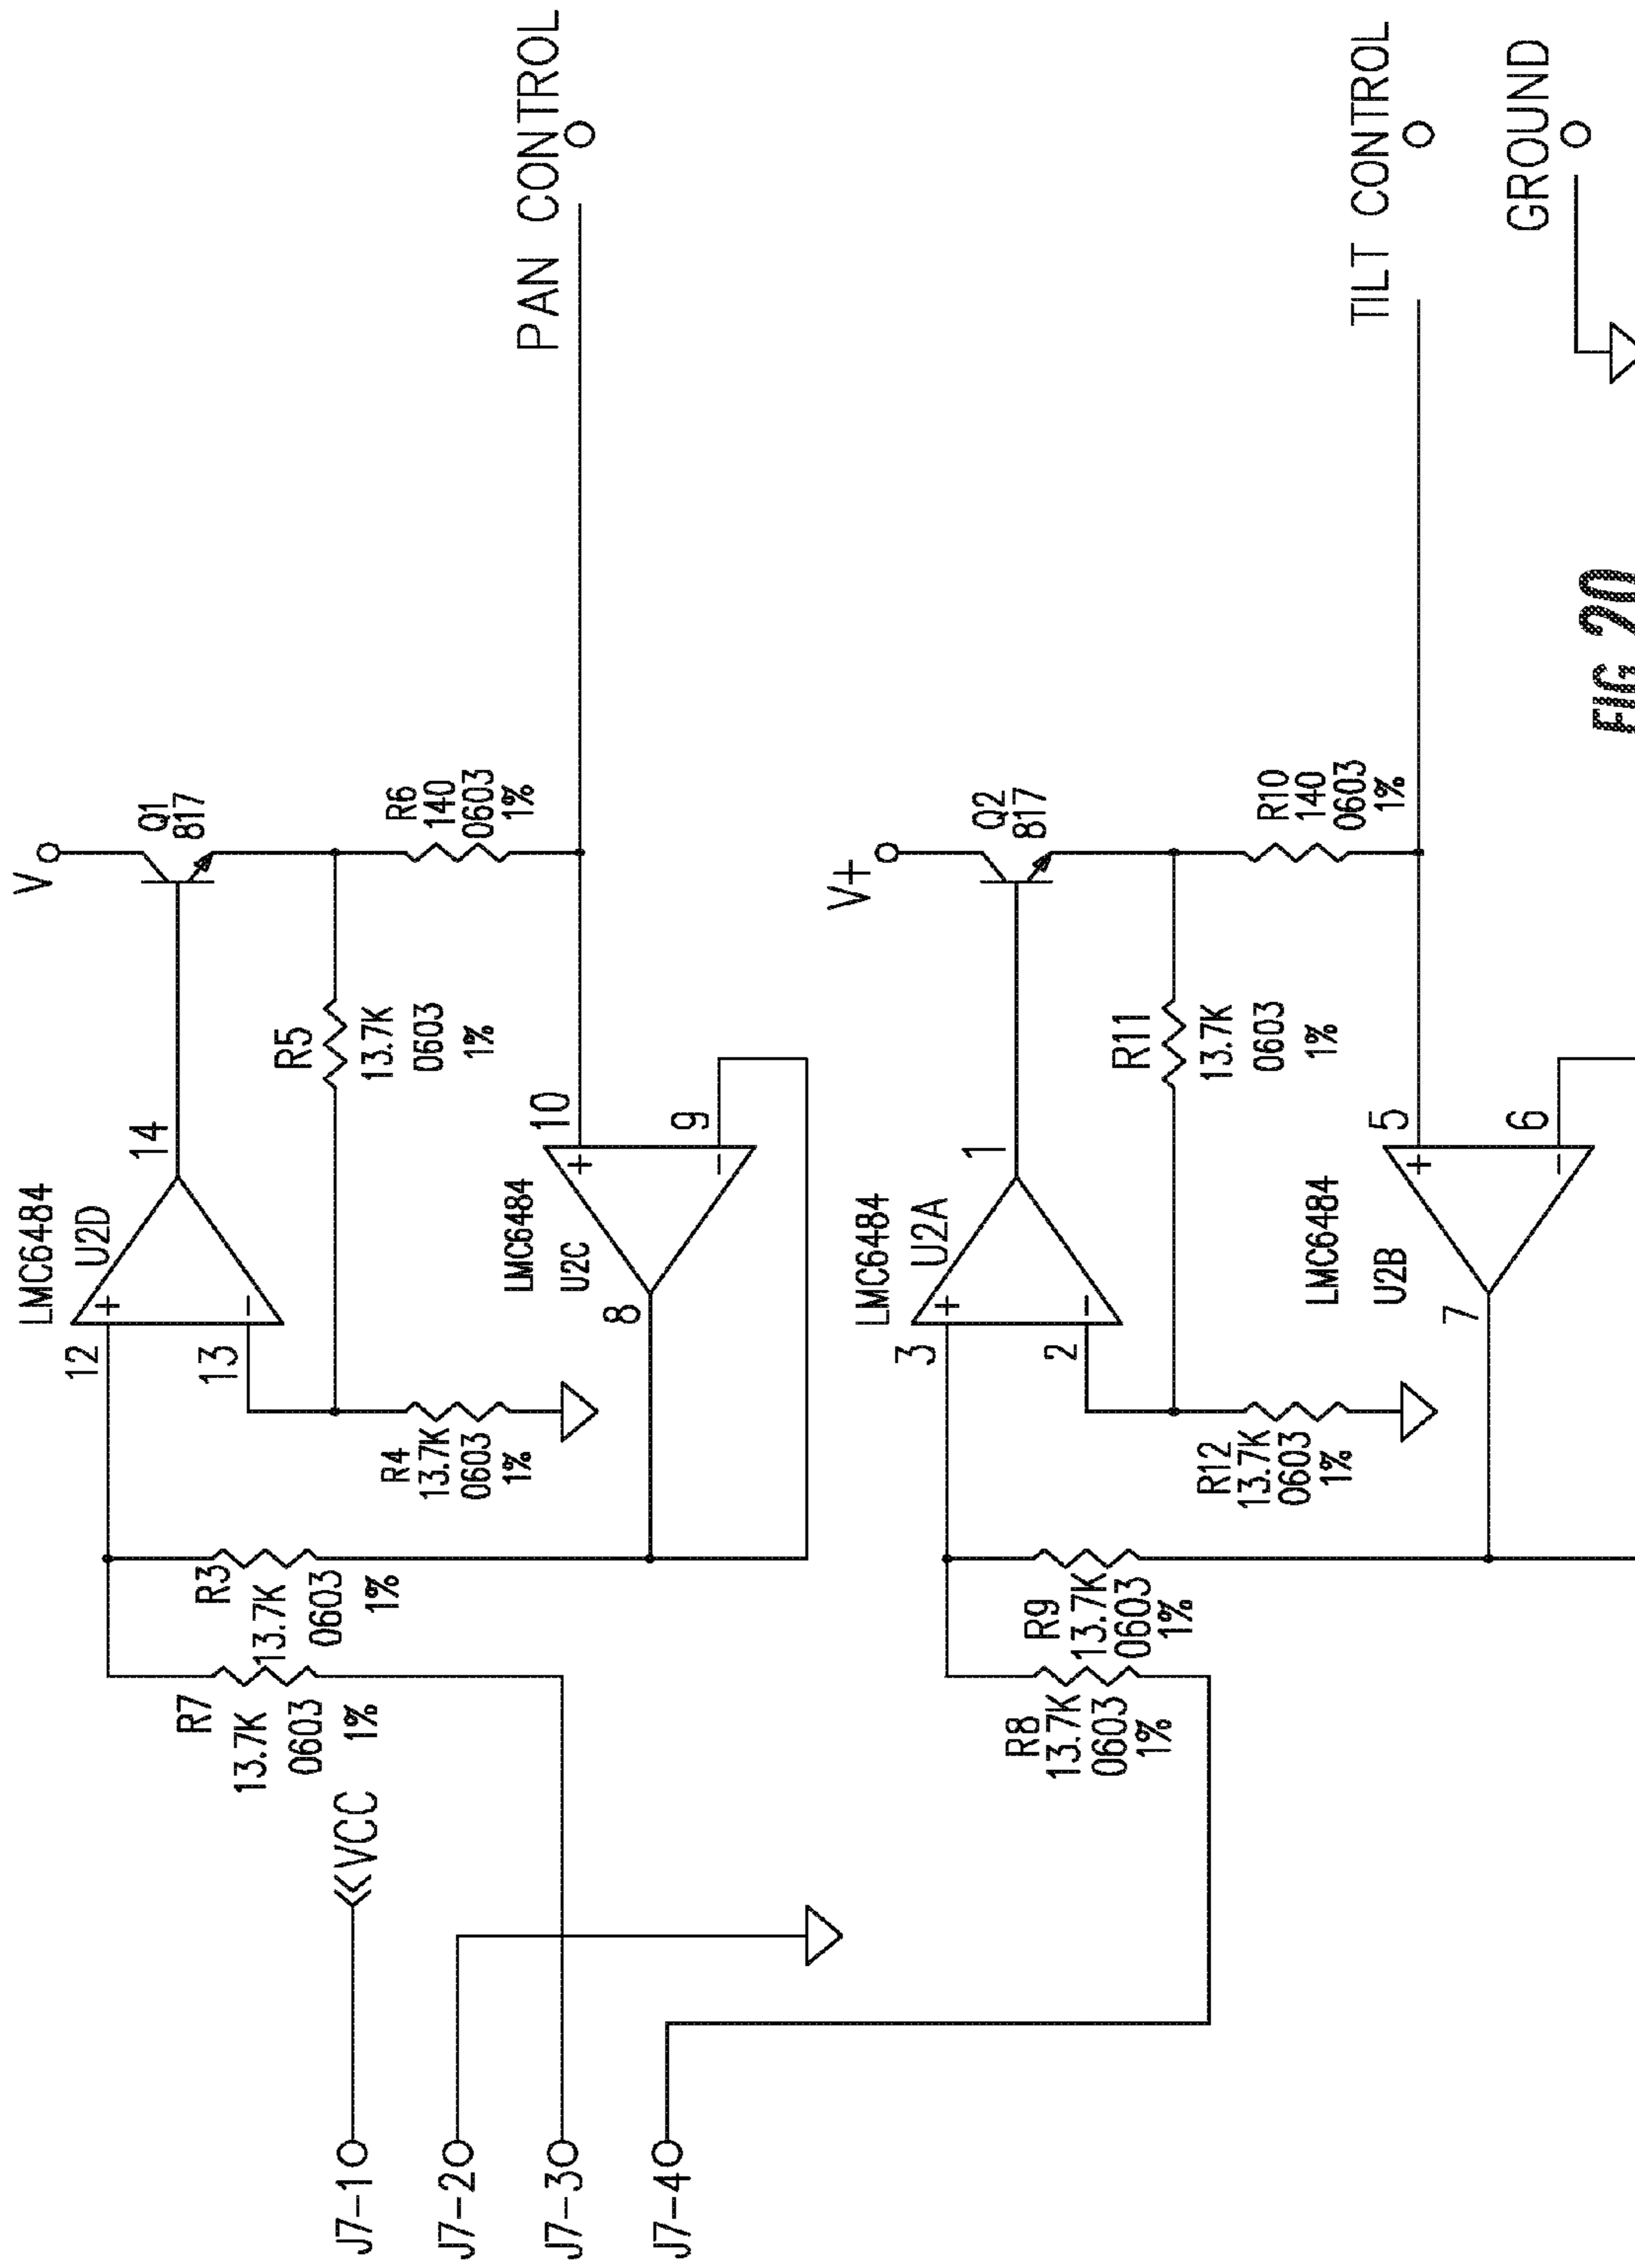 V
LMC6484
U2D
12
13
14
Q1
817
R5
13.7K
0603
1%
R6
140
0603
1%
PAN CONTROL
LMC6484
U2C
10
9
8
R4
13.7K
0603
1%
R3
13.7K
0603
1%
R7
13.7K
0603
1%
VCC
J7-1
J7-2
J7-3
J7-4
V+
LMC6484
U2A
3
2
1
Q2
817
R11
13.7K
0603
1%
R10
140
0603
1%
TILT CONTROL
LMC6484
U2B
5
6
7
R12
13.7K
0603
1%
R9
13.7K
0603
1%
R8
13.7K
0603
1%
GROUND
FIG. 20